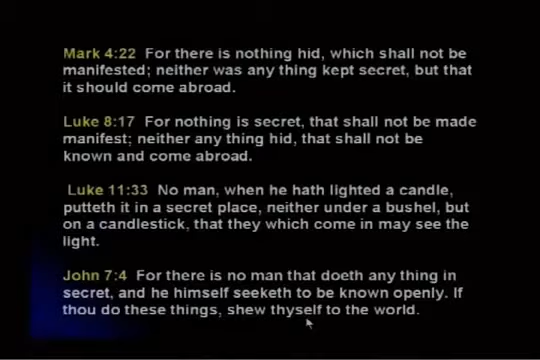 Mark 4:22 For there is nothing hid, which shall not be
manifested; neither was any thing kept secret, but that
it should come abroad.
Luke 8:17 For nothing is secret, that shall not be made
manifest; neither any thing hid, that shall not be
known and come abroad.
Luke 11:33 No man, when he hath lighted a candle,
putteth it in a secret place, neither under a bushel, but
on a candlestick, that they which come in may see the
light.
John 7:4 For there is no man that doeth any thing in
secret, and he himself seeketh to be known openly. If
thou do these things, shew thyself to the world.